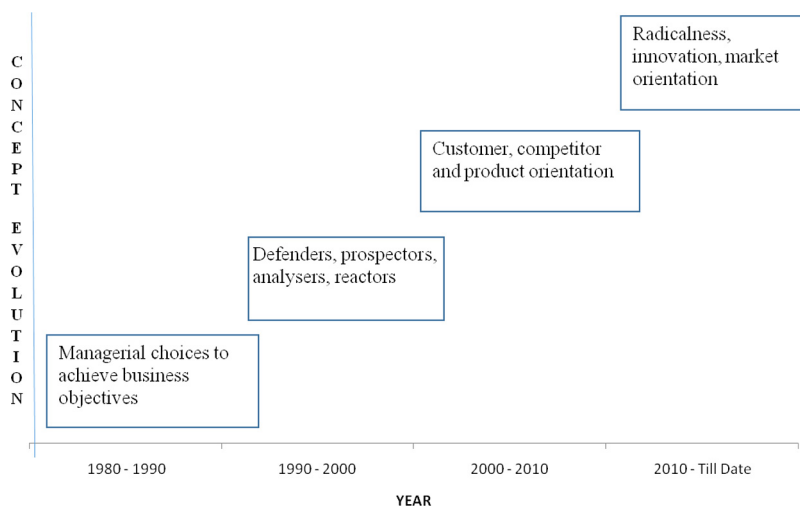 CONCEPT EVOLUTION
Radicalness,
innovation, market
orientation
Customer, competitor
and product orientation
Defenders, prospectors,
analysers, reactors
Managerial choices to
achieve business
objectives
1980 - 1990
1990 - 2000
2000 - 2010
2010 - Till Date
YEAR